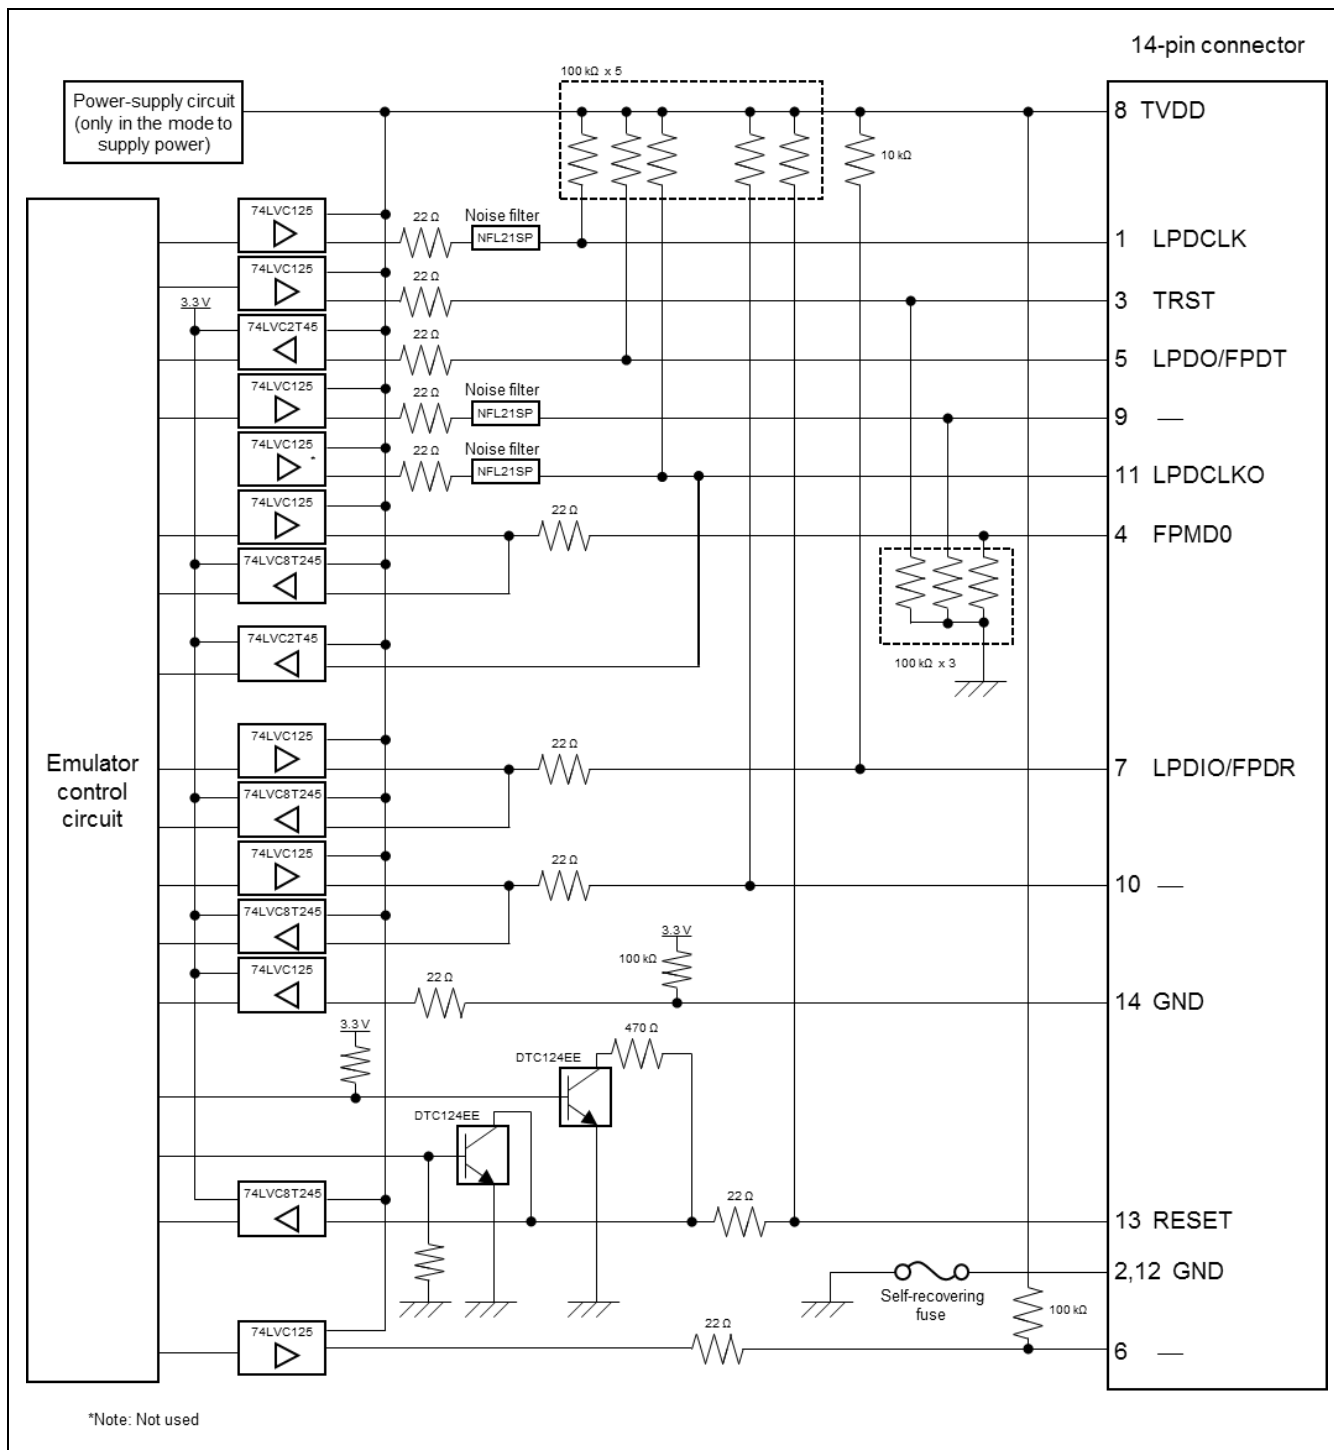 14-pin connector
100 kΩ x 5
Power-supply circuit
(only in the mode to
supply power)
8 TVDD
10 kΩ
74LVC125
22 Ω
Noise filter
NFL21SP
1 LPDCLK
74LVC125
22 Ω
3 TRST
3.3 V
74LVC2T45
22 Ω
5 LPDO/FPDT
74LVC125
22 Ω
Noise filter
NFL21SP
9 —
74LVC125
*
22 Ω
Noise filter
NFL21SP
11 LPDCLKO
74LVC125
22 Ω
4 FPMD0
74LVC8T245
74LVC2T45
100 kΩ x 3
Emulator
control
circuit
74LVC125
22 Ω
7 LPDIO/FPDR
74LVC8T245
74LVC125
22 Ω
10 —
74LVC8T245
3.3 V
100 kΩ
74LVC125
22 Ω
14 GND
3.3 V
470 Ω
DTC124EE
DTC124EE
74LVC8T245
22 Ω
13 RESET
2,12 GND
Self-recovering
fuse
100 kΩ
74LVC125
22 Ω
6 —
*Note: Not used